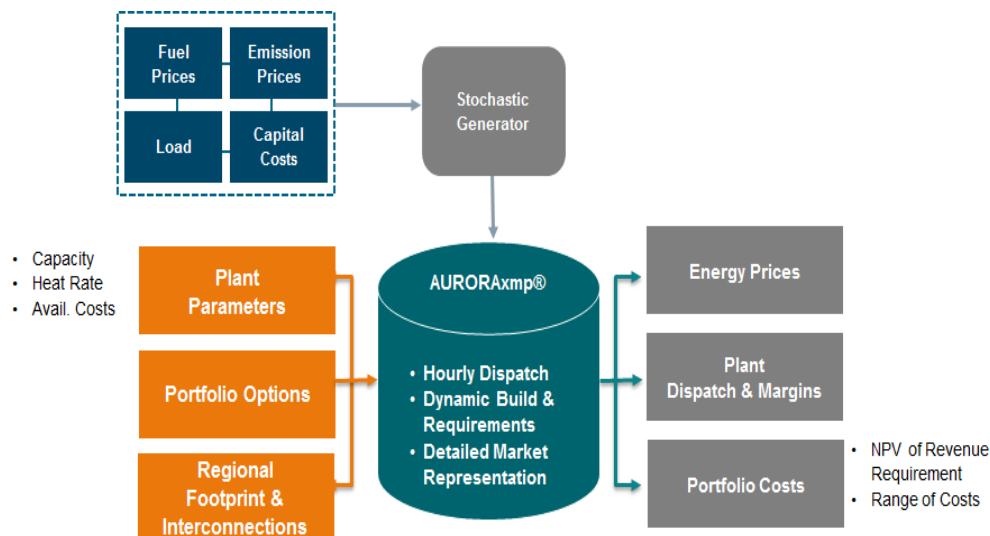 Fuel
Prices
Emission
Prices
Load
Capital
Costs
Stochastic
Generator
• Capacity
• Heat Rate
• Avail. Costs
Plant
Parameters
Portfolio Options
Regional
Footprint &
Interconnections
AURORAxmp®
• Hourly Dispatch
• Dynamic Build &
Requirements
• Detailed Market
Representation
Energy Prices
Plant
Dispatch & Margins
Portfolio Costs
• NPV of Revenue
Requirement
• Range of Costs